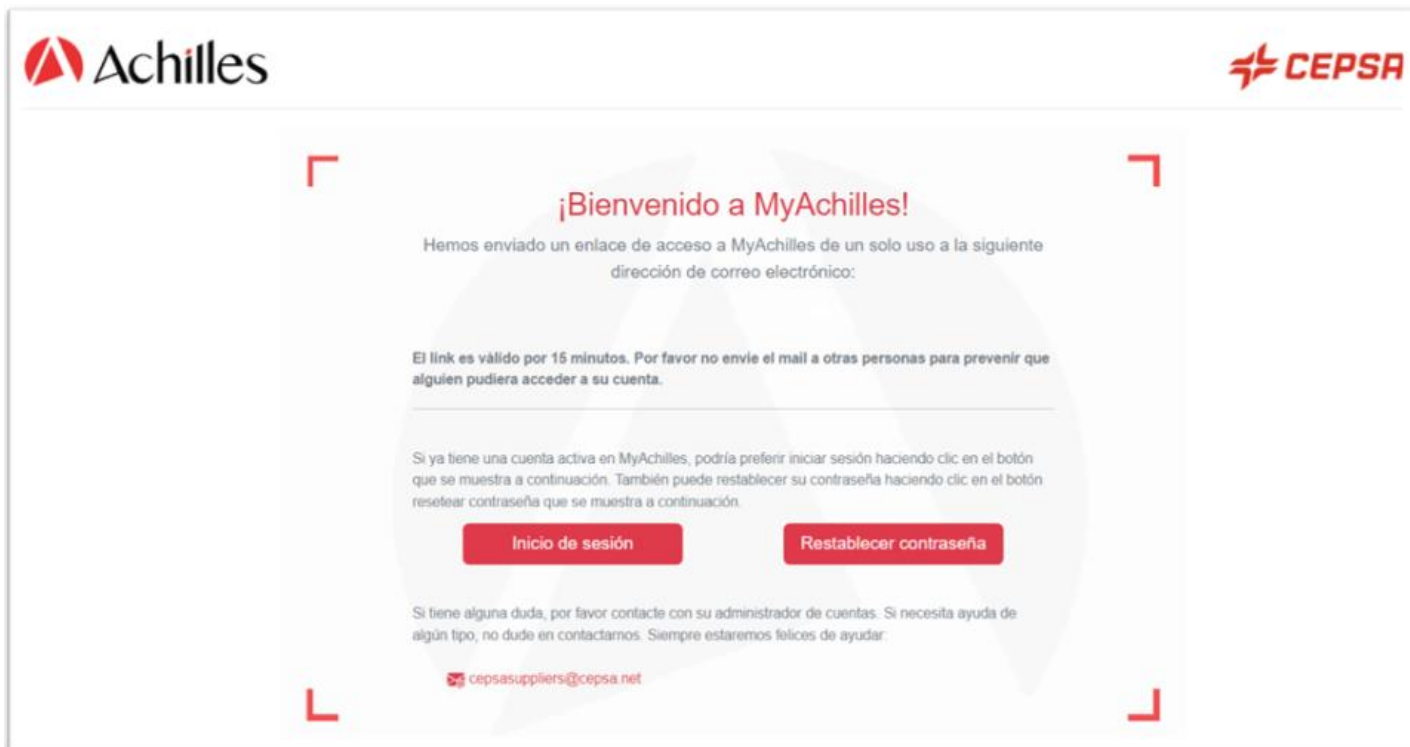 Achilles
CEPSA
¡Bienvenido a MyAchilles!
Hemos enviado un enlace de acceso a MyAchilles de un solo uso a la siguiente
dirección de correo electrónico:
El link es válido por 15 minutos. Por favor no envie el mail a otras personas para prevenir que
alguien pudiera acceder a su cuenta.
Si ya tiene una cuenta activa en MyAchilles, podría preferir iniciar sesión haciendo clic en el botón
que se muestra a continuación. También puede restablecer su contraseña haciendo clic en el botón
resetear contraseña que se muestra a continuación.
Inicio de sesión
Restablecer contraseña
Si tiene alguna duda, por favor contacte con su administrador de cuentas. Si necesita ayuda de
algún tipo, no dude en contactarnos. Siempre estaremos felices de ayudar:
cepsasuppliers@cepsa.net